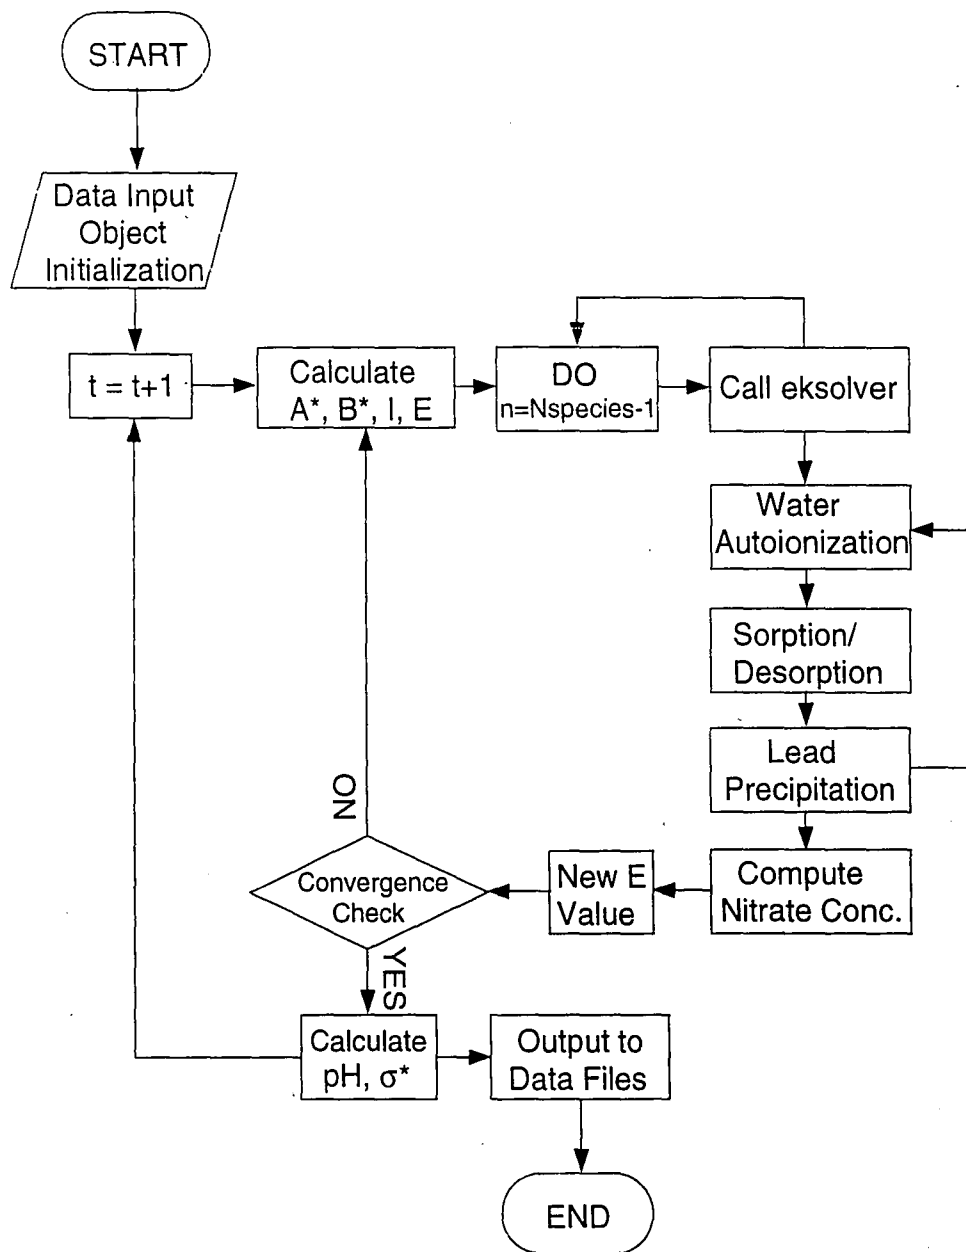 START
Data Input
Object
Initialization
t = t+1
Calculate
A*, B*, I, E
DO
n=Nspecies-1
Call eksolver
Water
Autoionization
Sorption/
Desorption
Lead
Precipitation
Compute
Nitrate Conc.
New E
Value
Convergence
Check
NO
YES
Calculate
pH, σ*
Output to
Data Files
END